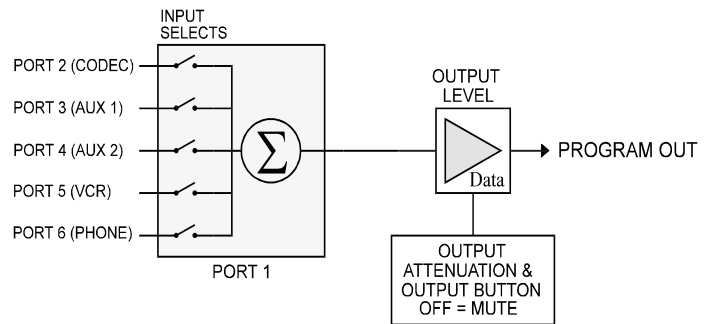 INPUT
SELECTS
PORT 2 (CODEC)
PORT 3 (AUX 1)
PORT 4 (AUX 2)
PORT 5 (VCR)
PORT 6 (PHONE)
Σ
PORT 1
OUTPUT
LEVEL
Data
PROGRAM OUT
OUTPUT
ATTENUATION &
OUTPUT BUTTON
OFF = MUTE